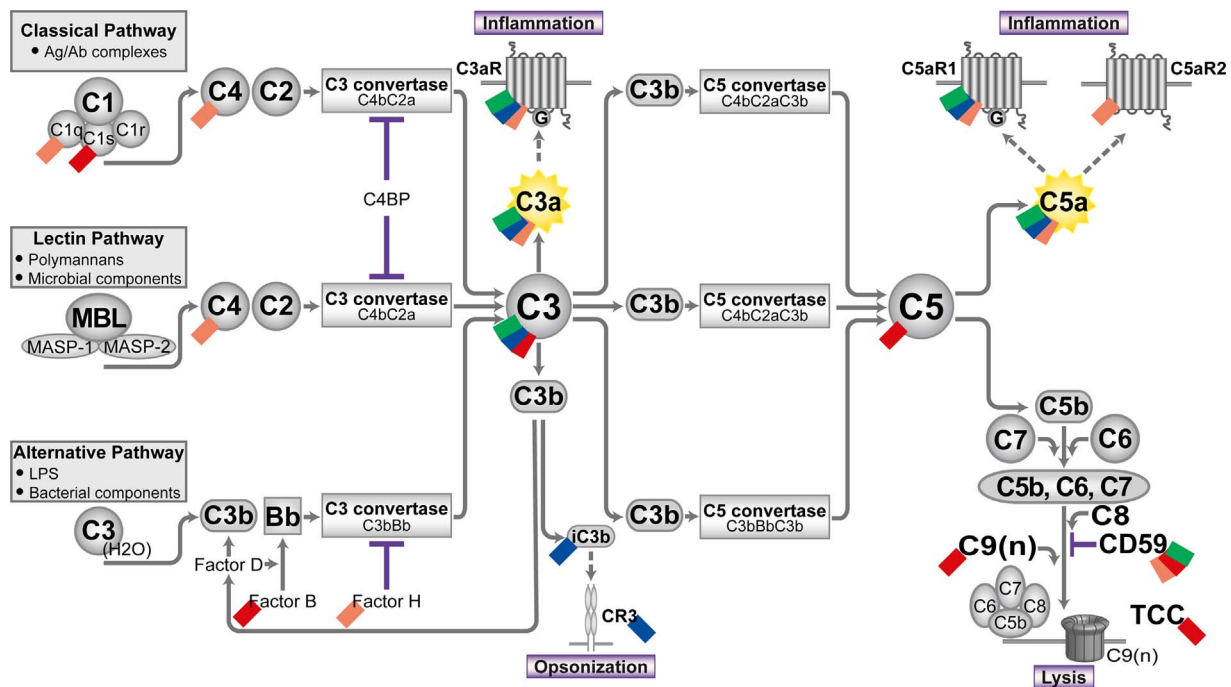 Classical Pathway
• Ag/Ab complexes
C1
C1q
C1s
C1r
C4
C2
C3 convertase
C4bC2a
C4BP
Inflammation
C3aR
G
C3a
C3b
C5 convertase
C4bC2aC3b
Inflammation
C5aR1
G
C5aR2
C5a
Lectin Pathway
• Polymannans
• Microbial components
MBL
MASP-1
MASP-2
C4
C2
C3 convertase
C4bC2a
C3
C3b
C3b
C5 convertase
C4bC2aC3b
C5
Alternative Pathway
• LPS
• Bacterial components
C3
(H2O)
C3b
Bb
Factor D
Factor B
C3 convertase
C3bBb
Factor H
iC3b
CR3
Opsonization
C3b
C5 convertase
C3bBbC3b
C5b
C7
C6
C5b, C6, C7
C8
CD59
C9(n)
C7
C6
C8
C5b
TCC
C9(n)
Lysis